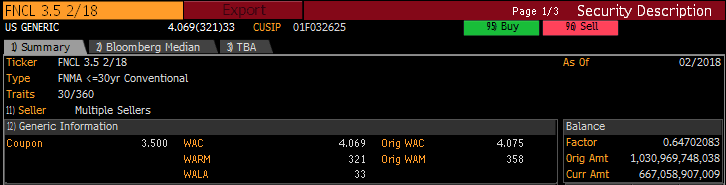 FNCL 3.5 2/18 Export Page 1/3 Security Description
US GENERIC 4.069(321)33 CUSIP 01F032625 90 Buy 90 Sell
1) Summary 2) Bloomberg Median 3) TBA
Ticker FNCL 3.5 2/18 As Of 02/2018
Type FNMA <=30yr Conventional
Traits 30/360
11) Seller Multiple Sellers
12) Generic Information Balance
Coupon 3.500 WAC 4.069 Orig WAC 4.075 Factor 0.64702083
WARM 321 Orig WAM 358 Orig Amt 1,030,969,748,038
WALA 33 Curr Amt 667,058,907,009